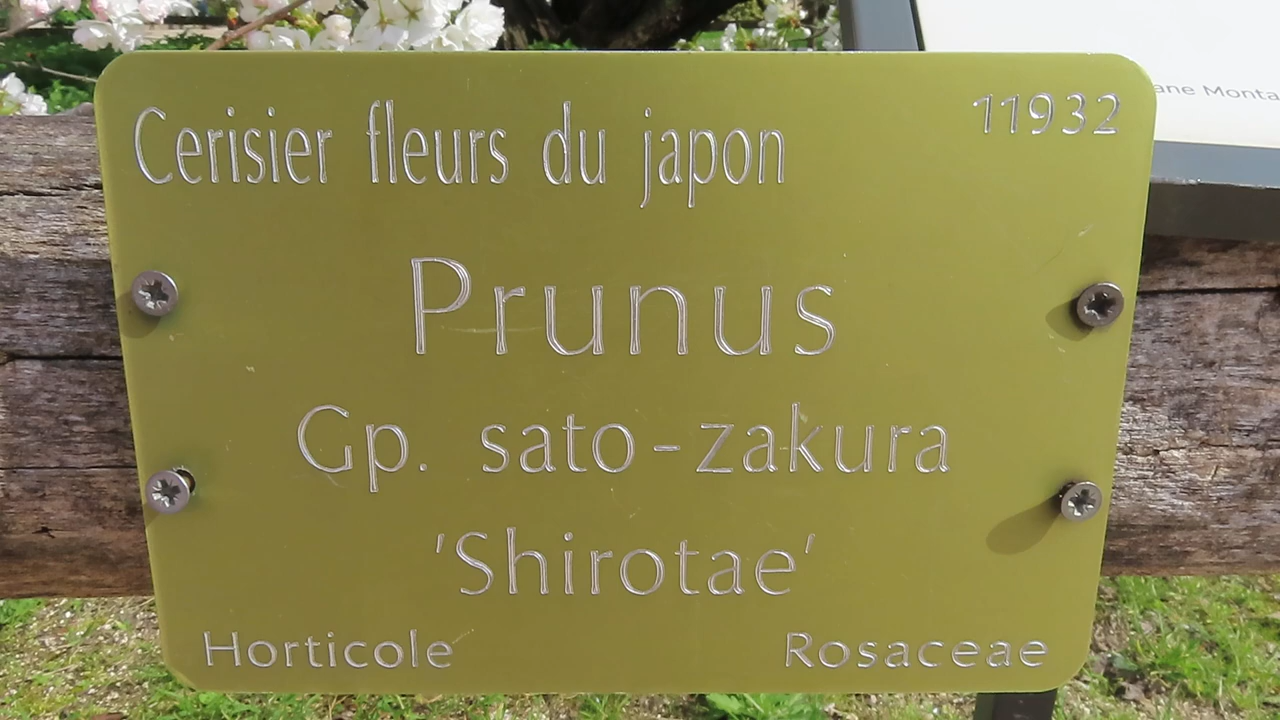 Cerisier fleurs du japon
11932
Prunus
Gp. sato-zakura
'Shirotae'
Horticole
Rosaceae